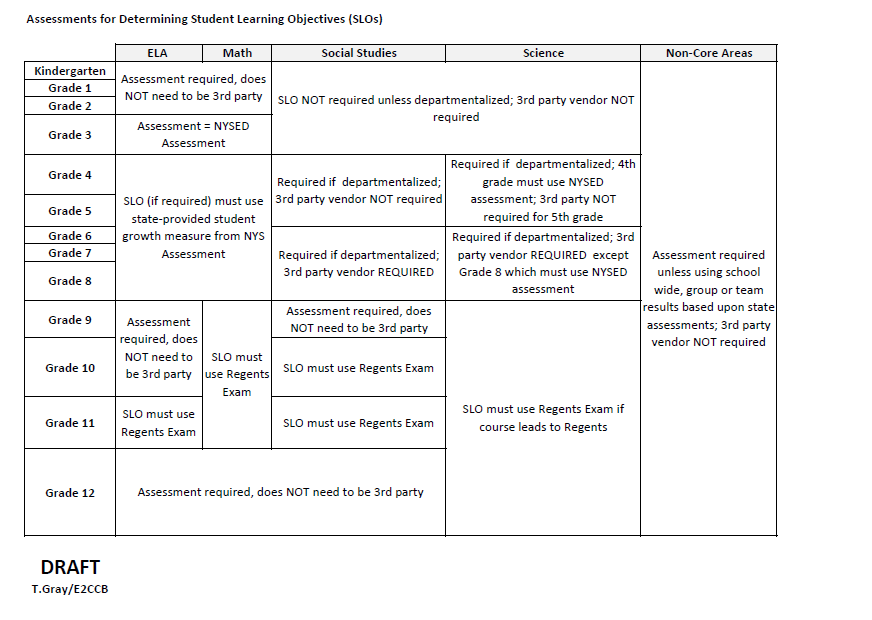 Assessments for Determining Student Learning Objectives (SLOs)
ELA Math Social Studies Science Non-Core Areas
Kindergarten
Grade 1
Grade 2
Assessment required, does
NOT need to be 3rd party
SLO NOT required unless departmentalized; 3rd party vendor NOT
required
Grade 3
Assessment = NYSED
Assessment
Grade 4
Grade 5
SLO (if required) must use
state-provided student
growth measure from NYS
Assessment
Required if departmentalized;
3rd party vendor NOT required
Required if departmentalized; 4th
grade must use NYSED
assessment; 3rd party NOT
required for 5th grade
Grade 6
Grade 7
Grade 8
Required if departmentalized;
3rd party vendor REQUIRED
Required if departmentalized; 3rd
party vendor REQUIRED except
Grade 8 which must use NYSED
assessment
Assessment required
unless using school
wide, group or team
results based upon state
assessments; 3rd party
vendor NOT required
Grade 9
Assessment
required, does
NOT need to
be 3rd party
SLO must
use Regents
Exam
Assessment required, does
NOT need to be 3rd party
Grade 10
SLO must use Regents Exam
Grade 11
SLO must use
Regents Exam
SLO must use Regents Exam
SLO must use Regents Exam if
course leads to Regents
Grade 12
Assessment required, does NOT need to be 3rd party
DRAFT
T.Gray/E2CCB